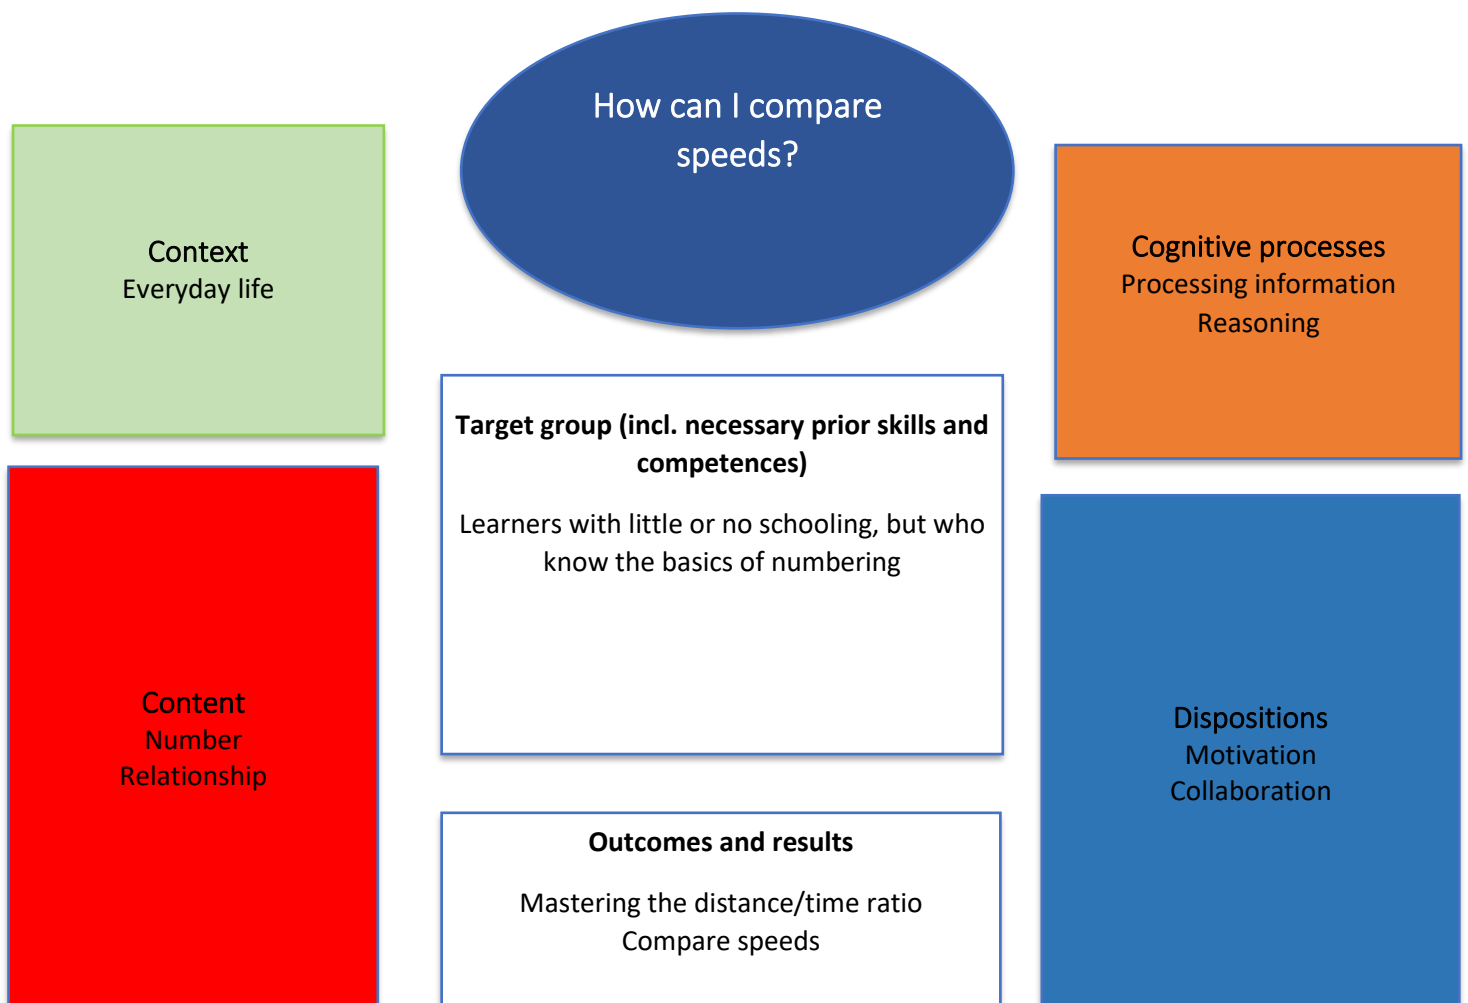 How can I compare
speeds?
Context
Everyday life
Cognitive processes
Processing information
Reasoning
Target group (incl. necessary prior skills and
competences)
Learners with little or no schooling, but who
know the basics of numbering
Content
Number
Relationship
Dispositions
Motivation
Collaboration
Outcomes and results
Mastering the distance/time ratio
Compare speeds